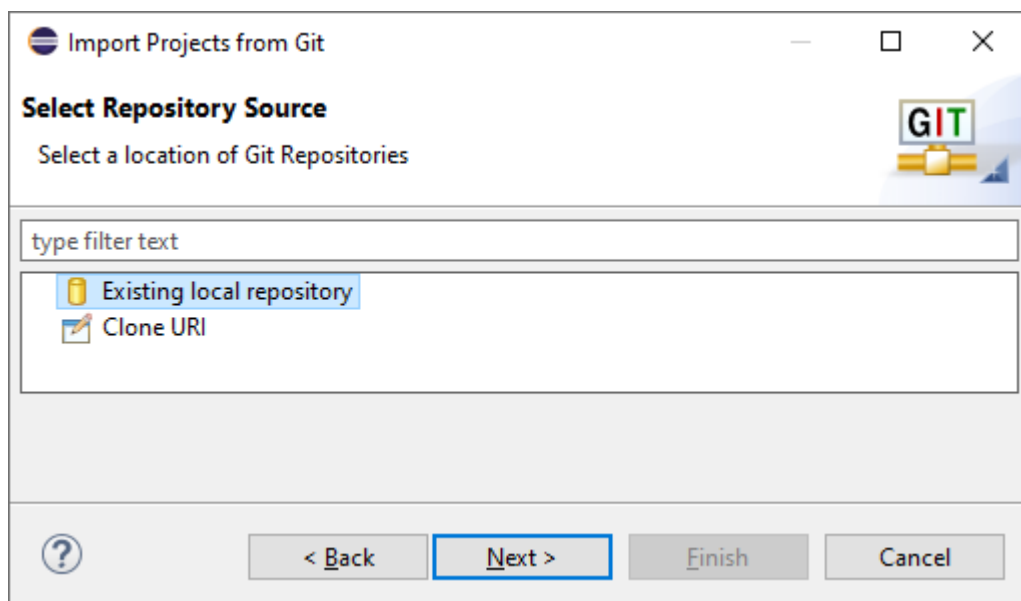 Import Projects from Git
Select Repository Source
Select a location of Git Repositories
GIT
type filter text
Existing local repository
Clone URI
?
< Back Next > Finish Cancel